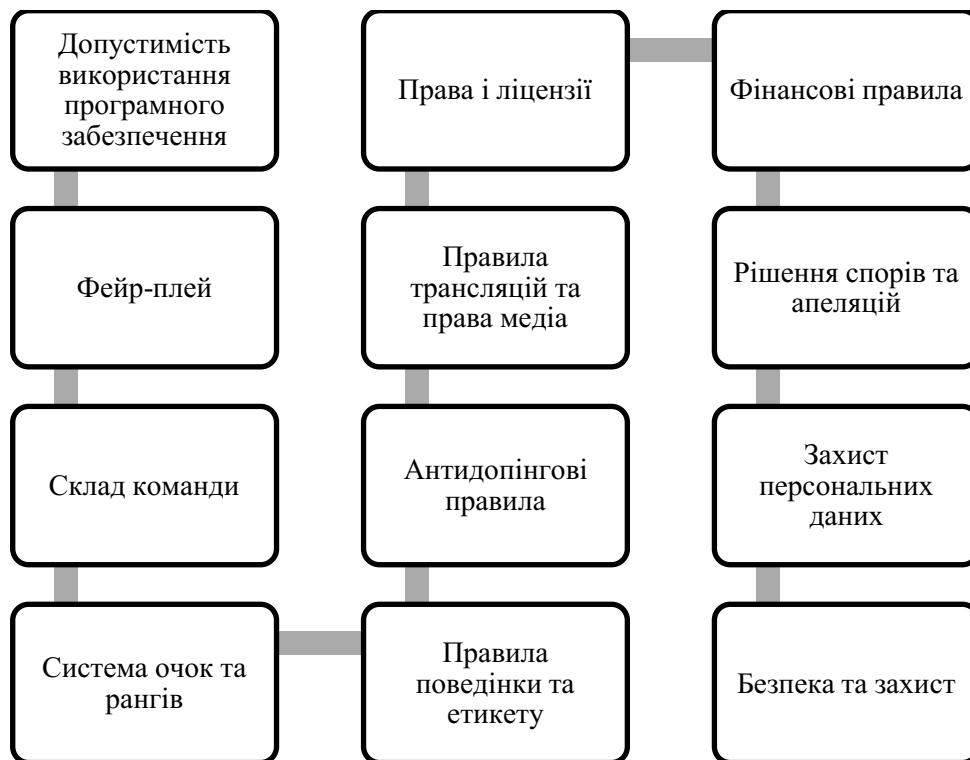 Допустимість
використання
програмного
забезпечення
Фейр-плей
Склад команди
Система очок та
рангів
Правила
поведінки та
етикету
Антидопінгові
правила
Правила
трансляцій та
права медіа
Права і ліцензії
Фінансові правила
Рішення спорів та
апеляцій
Захист
персональних
даних
Безпека та захист